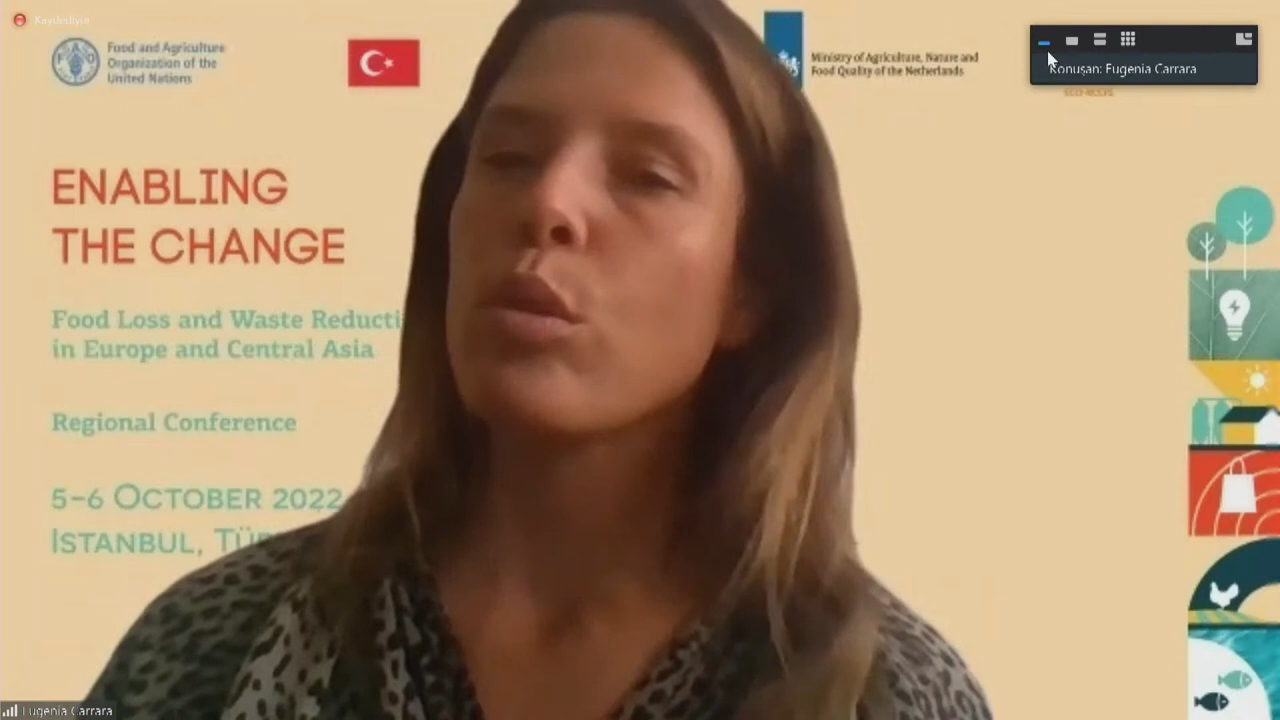 Kaydediliyor
Food and Agriculture
Organization of the
United Nations
Ministry of Agriculture, Nature and
Food Quality of the Netherlands
Konuşan: Eugenia Carrara
ENABLING
THE CHANGE
Food Loss and Waste Reducti
in Europe and Central Asia
Regional Conference
5-6 OCTOBER 2022
ISTANBUL, TÜR
Eugenia Carrara